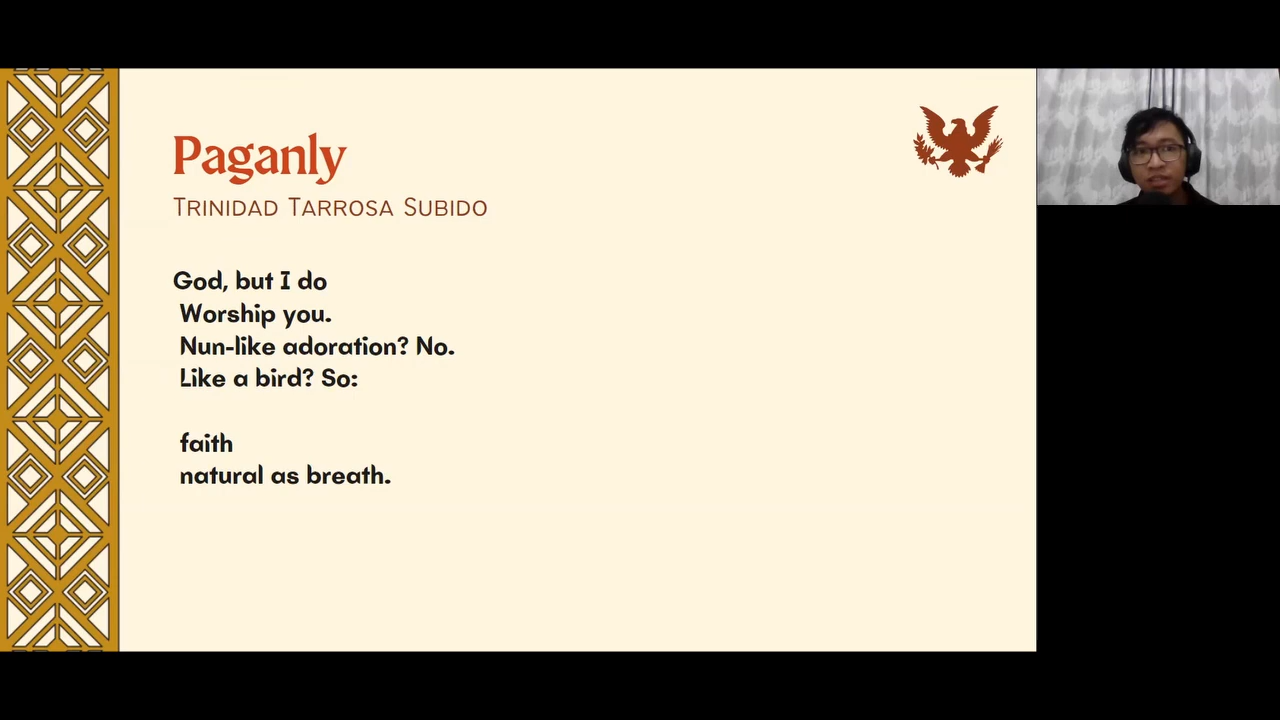 Paganly
Trinidad Tarrosa Subido
God, but I do
Worship you.
Nun-like adoration? No.
Like a bird? So:
faith
natural as breath.